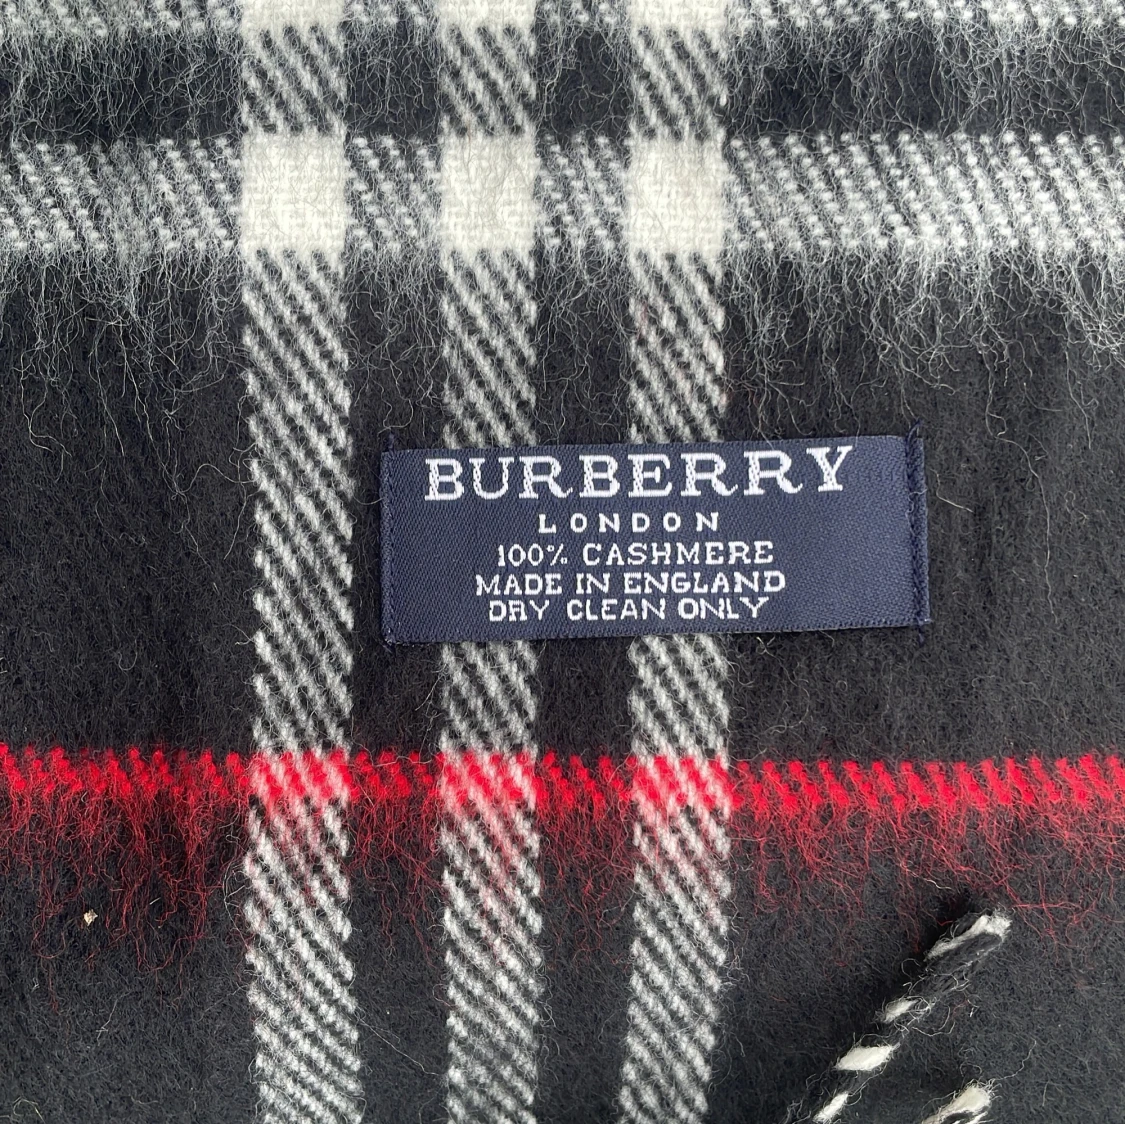 BURBERRY
LONDON
100% CASHMERE
MADE IN ENGLAND
DRY CLEAN ONLY